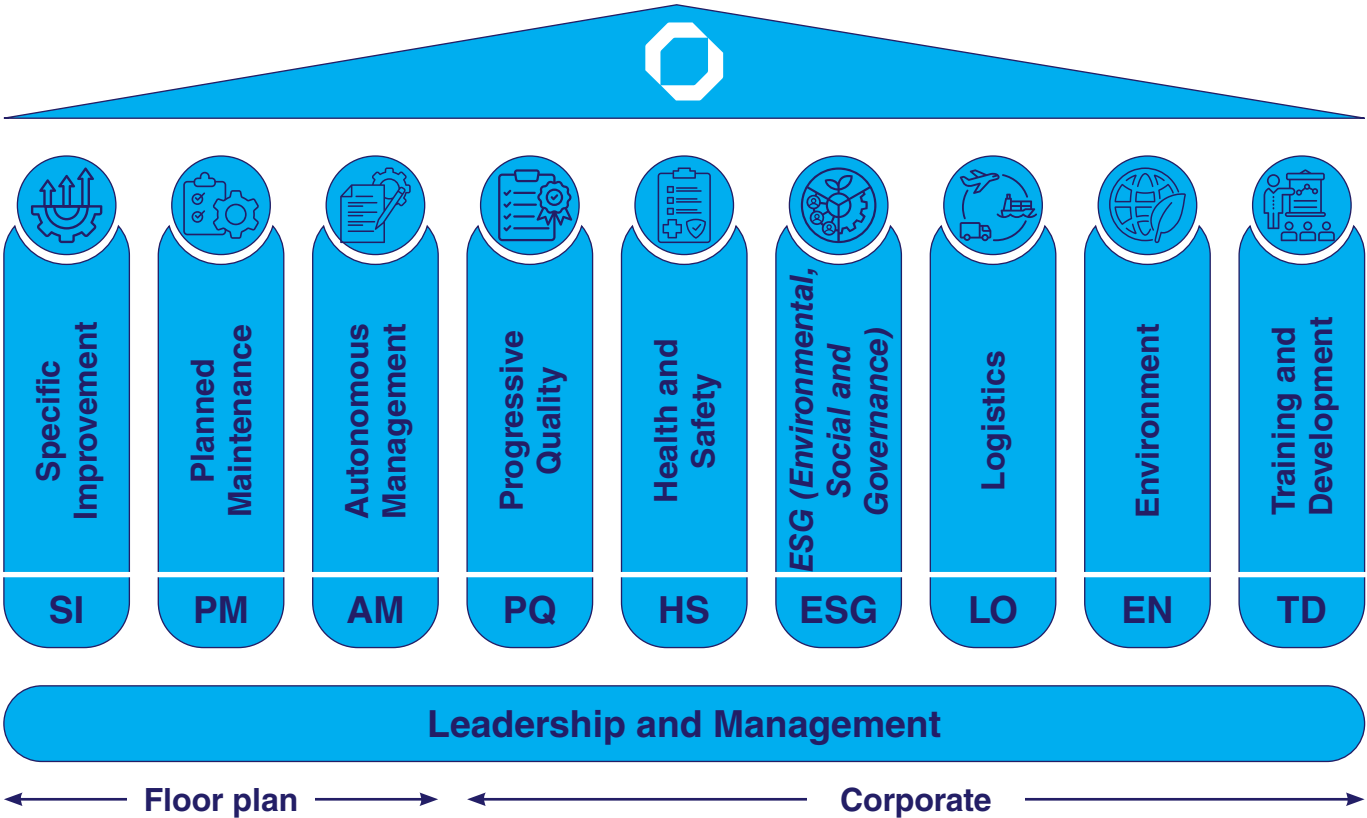 Specific
Improvement
Planned
Maintenance
Autonomous
Management
Progressive
Quality
Health and
Safety
ESG (Environmental,
Social and
Governance)
Logistics
Environment
Training and
Development
SI
PM
AM
PQ
HS
ESG
LO
EN
TD
Leadership and Management
Floor plan
Corporate